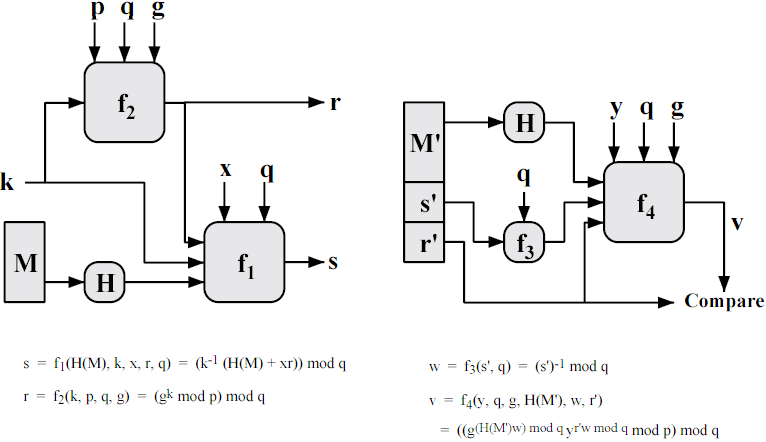 p q g
f2
r
k
x q
M
H
f1
s
s = f1(H(M), k, x, r, q) = (k-1 (H(M) + xr)) mod q
r = f2(k, p, q, g) = (gk mod p) mod q
y q g
M'
H
q
s'
f3
f4
r'
v
Compare
w = f3(s', q) = (s')-1 mod q
v = f4(y, q, g, H(M'), w, r')
= ((g(H(M')w) mod q yr'w mod q mod p) mod q